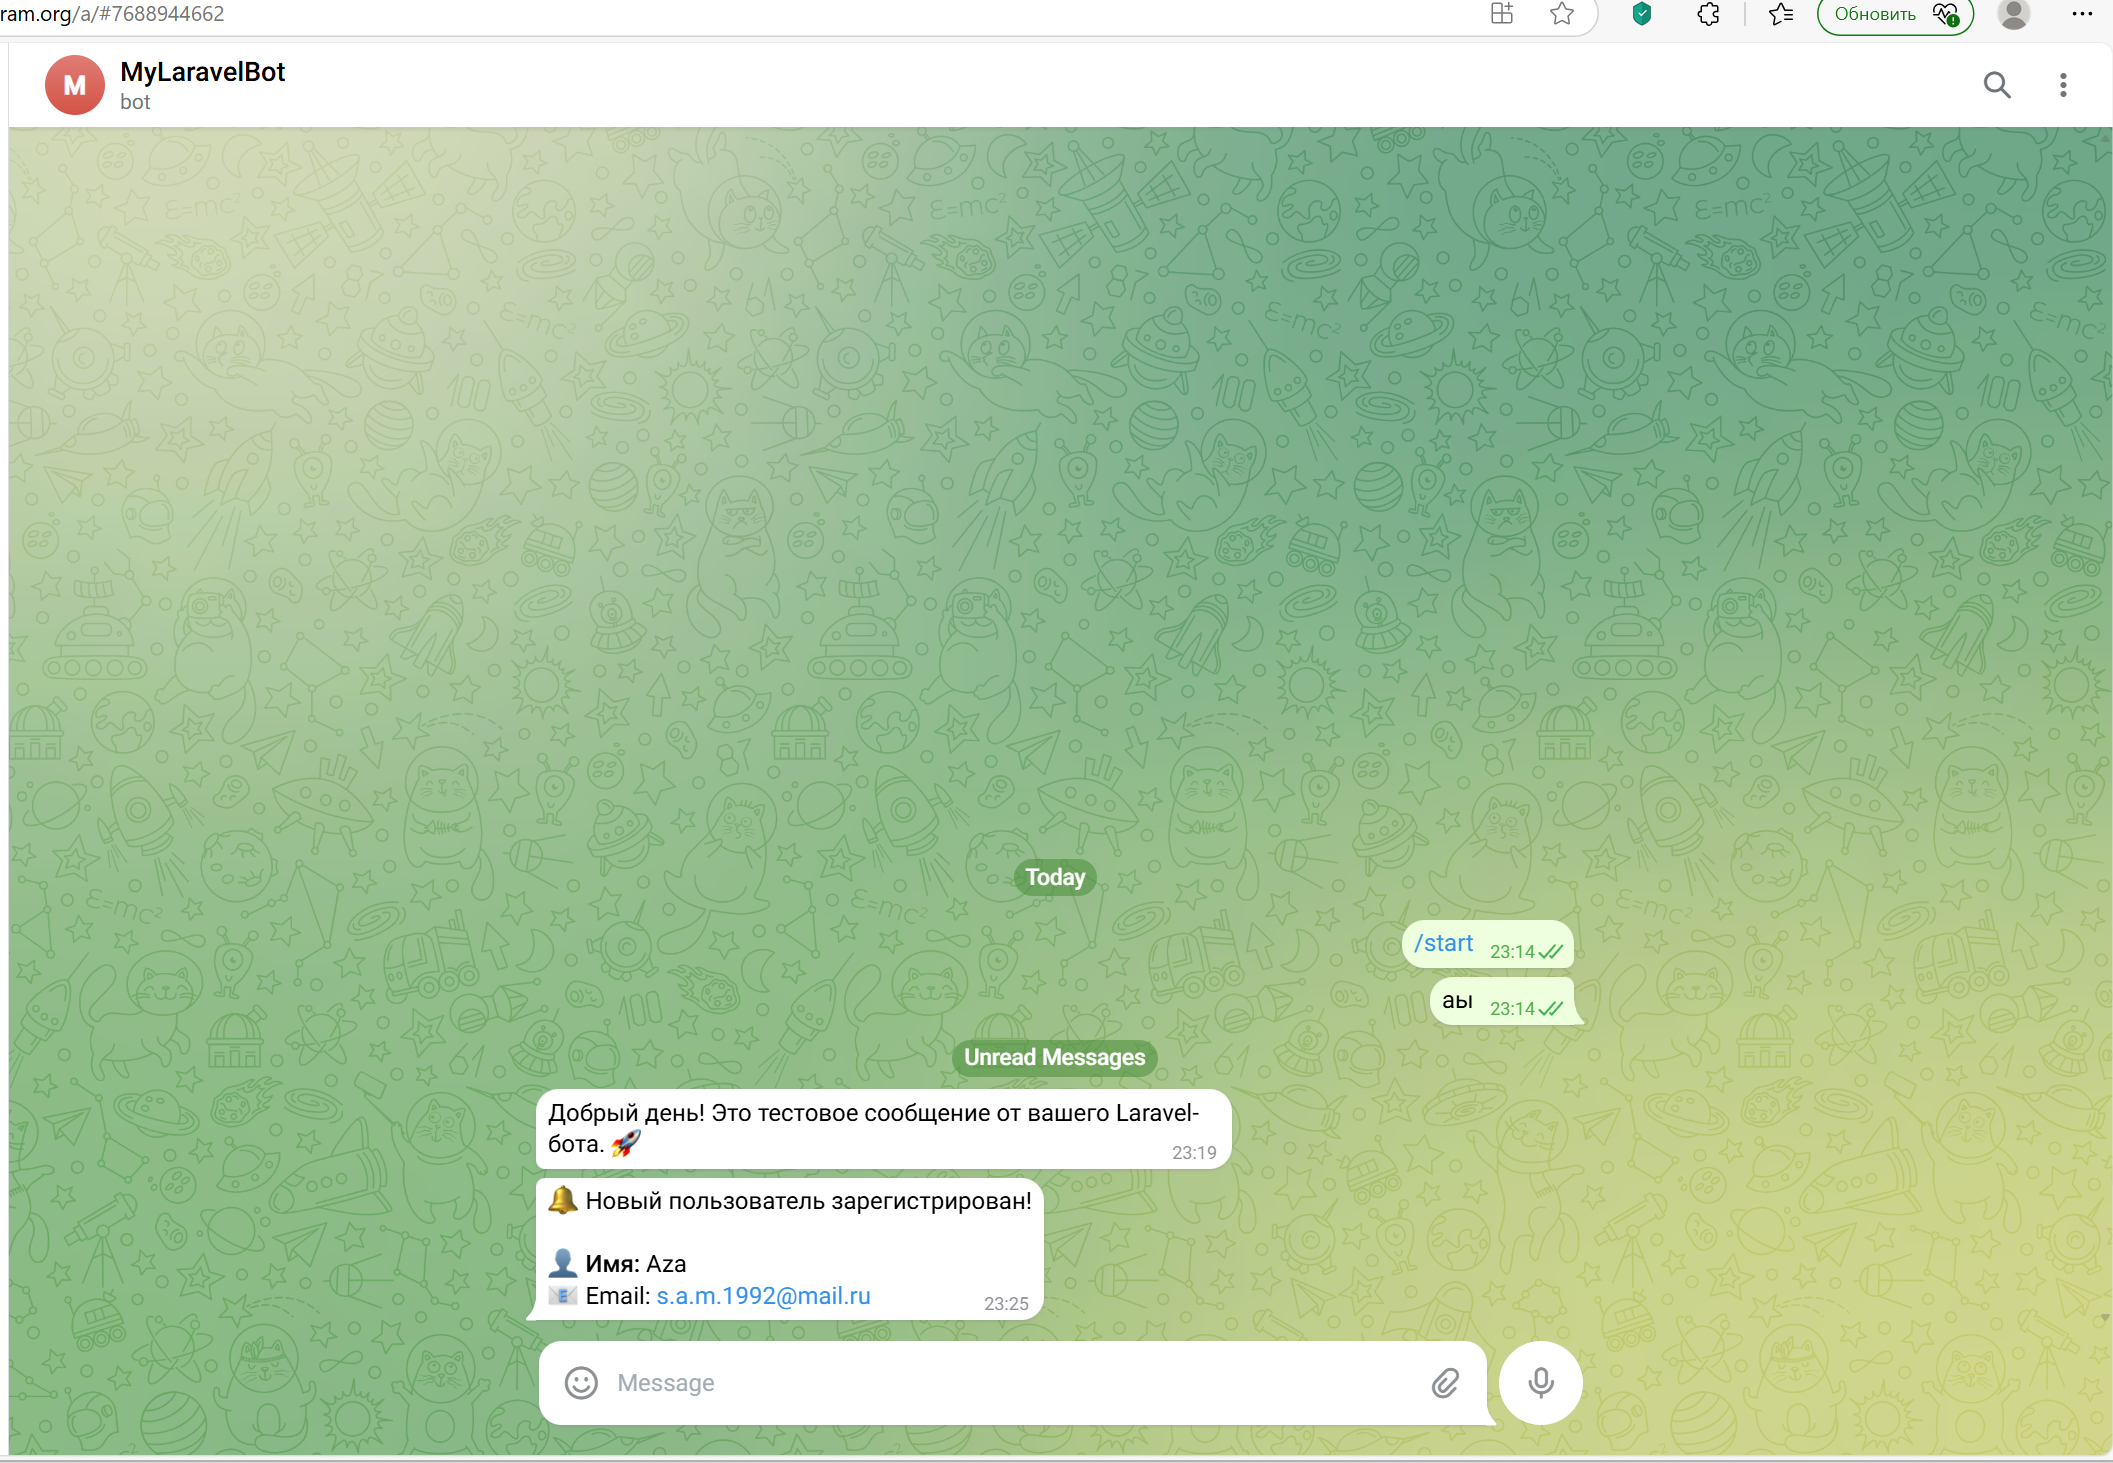 ram.org/a/#7688944662
Обновить
M
MyLaravelBot
bot
Today
/start 23:14
аы 23:14
Unread Messages
Добрый день! Это тестовое сообщение от вашего Laravel-
бота. 🚀 23:19
🔔 Новый пользователь зарегистрирован!
👤 Имя: Aza
📧 Email: s.a.m.1992@mail.ru 23:25
Message